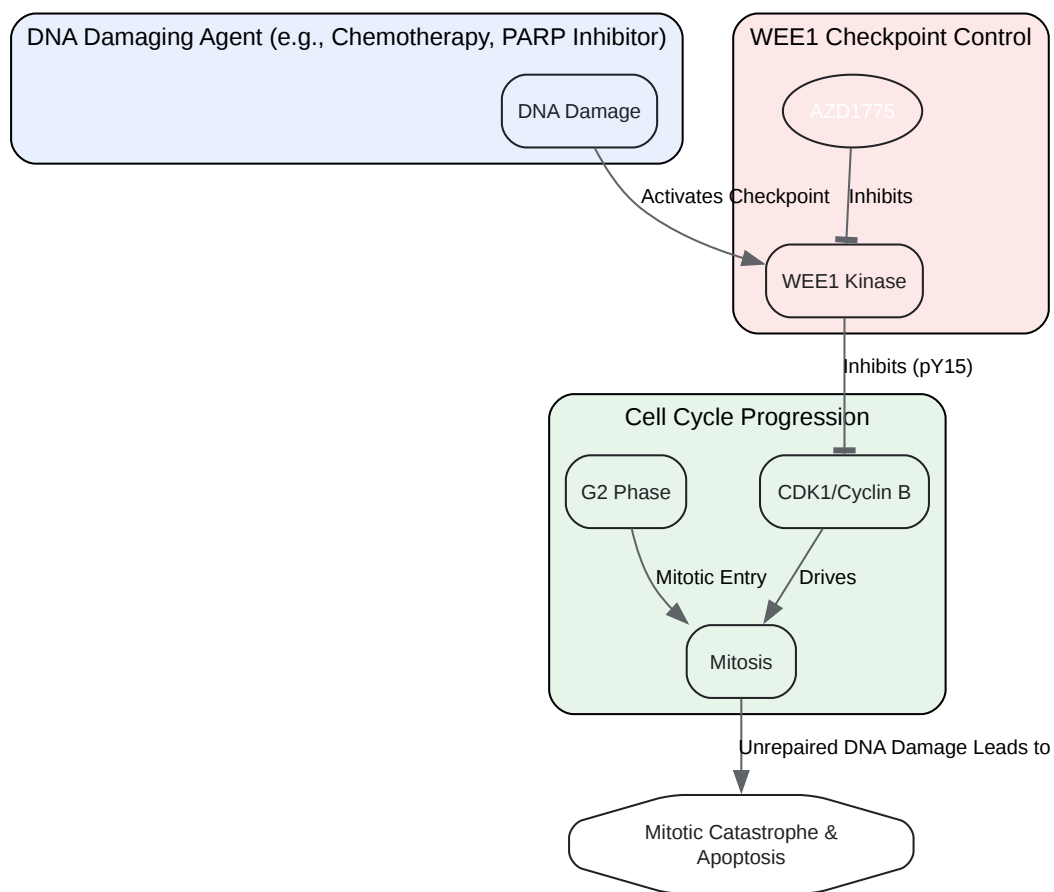 DNA Damaging Agent (e.g., Chemotherapy, PARP Inhibitor)
WEE1 Checkpoint Control
DNA Damage
AZD1775
Activates Checkpoint
Inhibits
WEE1 Kinase
Inhibits (pY15)
Cell Cycle Progression
G2 Phase
CDK1/Cyclin B
Mitotic Entry
Drives
Mitosis
Unrepaired DNA Damage Leads to
Mitotic Catastrophe &
Apoptosis